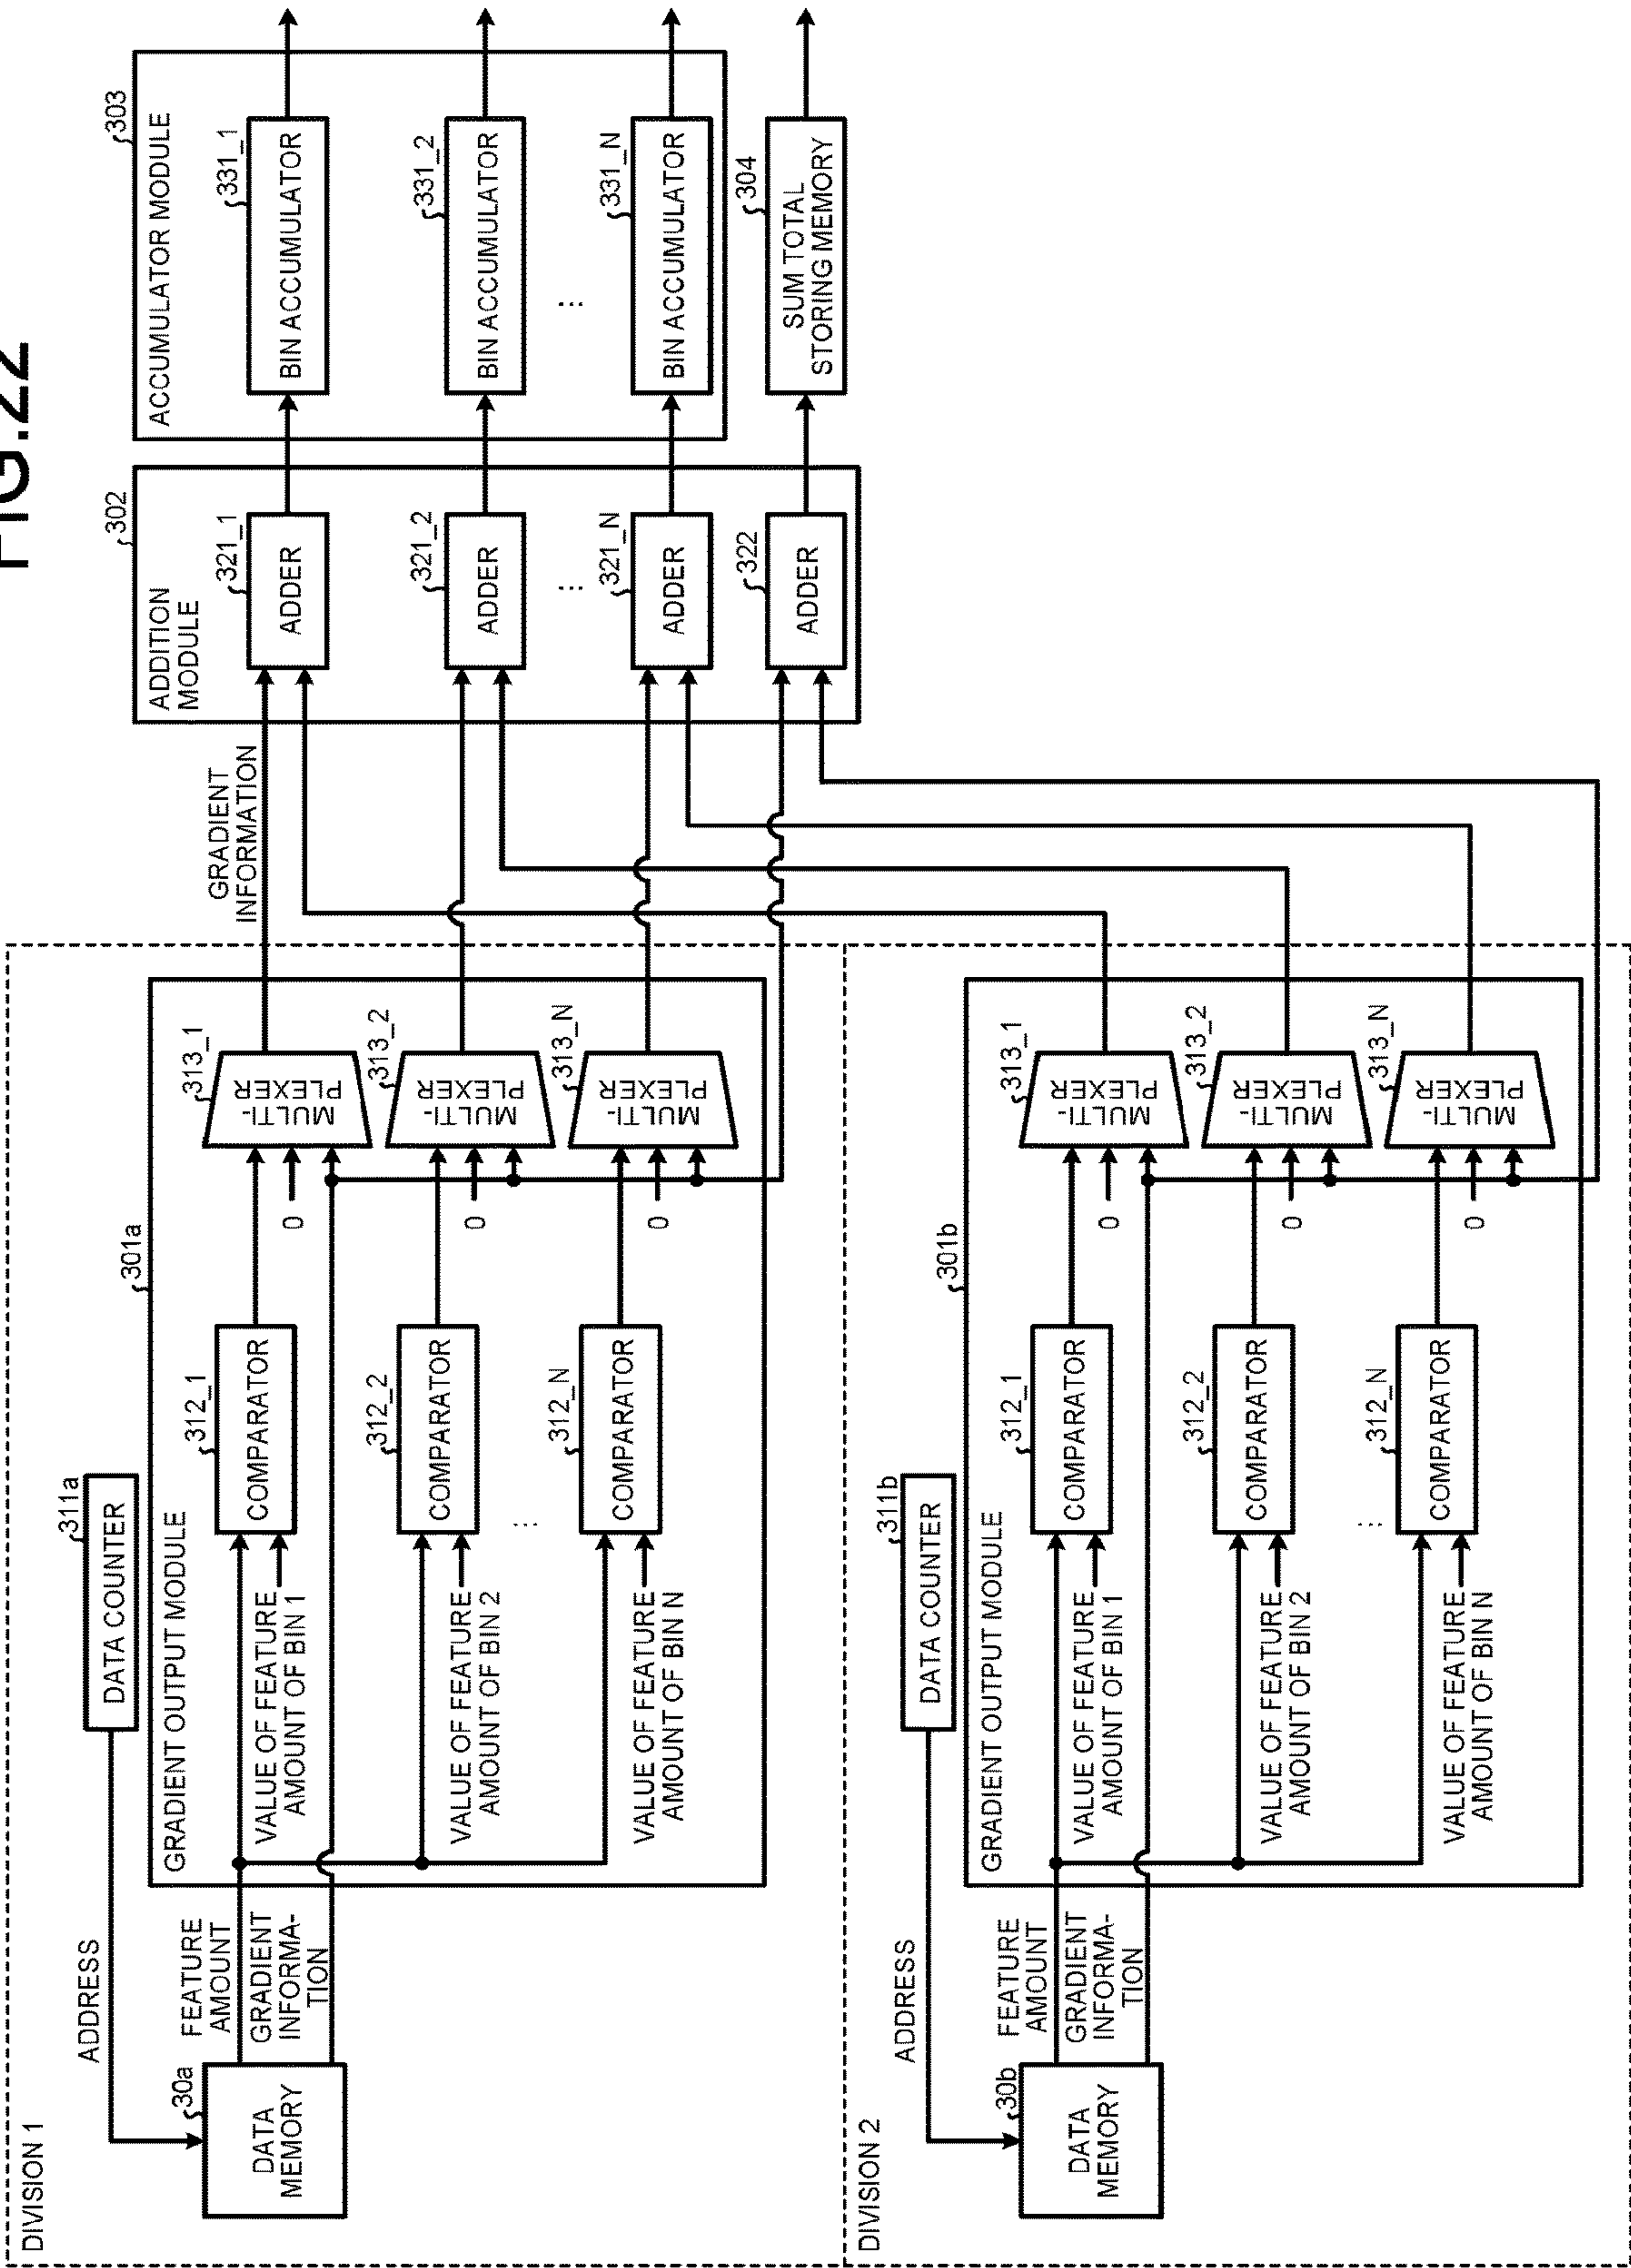 FIG.22
DIVISION 1
ADDRESS
311a
DATA COUNTER
30a
DATA
MEMORY
FEATURE
AMOUNT
GRADIENT
INFORMA-
TION
301a
GRADIENT OUTPUT MODULE
VALUE OF FEATURE
AMOUNT OF BIN 1
312_1
COMPARATOR
0
313_1
MULTI-
PLEXER
VALUE OF FEATURE
AMOUNT OF BIN 2
312_2
COMPARATOR
0
313_2
MULTI-
PLEXER
...
VALUE OF FEATURE
AMOUNT OF BIN N
312_N
COMPARATOR
0
313_N
MULTI-
PLEXER
GRADIENT
INFORMATION
302
ADDITION
MODULE
321_1
ADDER
321_2
ADDER
...
321_N
ADDER
322
ADDER
303
ACCUMULATOR MODULE
331_1
BIN ACCUMULATOR
331_2
BIN ACCUMULATOR
...
331_N
BIN ACCUMULATOR
304
SUM TOTAL
STORING MEMORY
DIVISION 2
ADDRESS
311b
DATA COUNTER
30b
DATA
MEMORY
FEATURE
AMOUNT
GRADIENT
INFORMA-
TION
301b
GRADIENT OUTPUT MODULE
VALUE OF FEATURE
AMOUNT OF BIN 1
312_1
COMPARATOR
0
313_1
MULTI-
PLEXER
VALUE OF FEATURE
AMOUNT OF BIN 2
312_2
COMPARATOR
0
313_2
MULTI-
PLEXER
...
VALUE OF FEATURE
AMOUNT OF BIN N
312_N
COMPARATOR
0
313_N
MULTI-
PLEXER